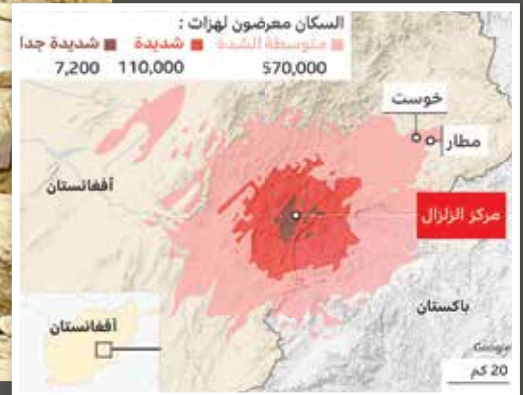 السكان معرضون لهزات :
متوسطة الشدة شديدة شديدة جدا
570,000 110,000 7,200
خوست
مطار
أفغانستان
مركز الزلزال
باكستان
أفغانستان
Google
20 كم